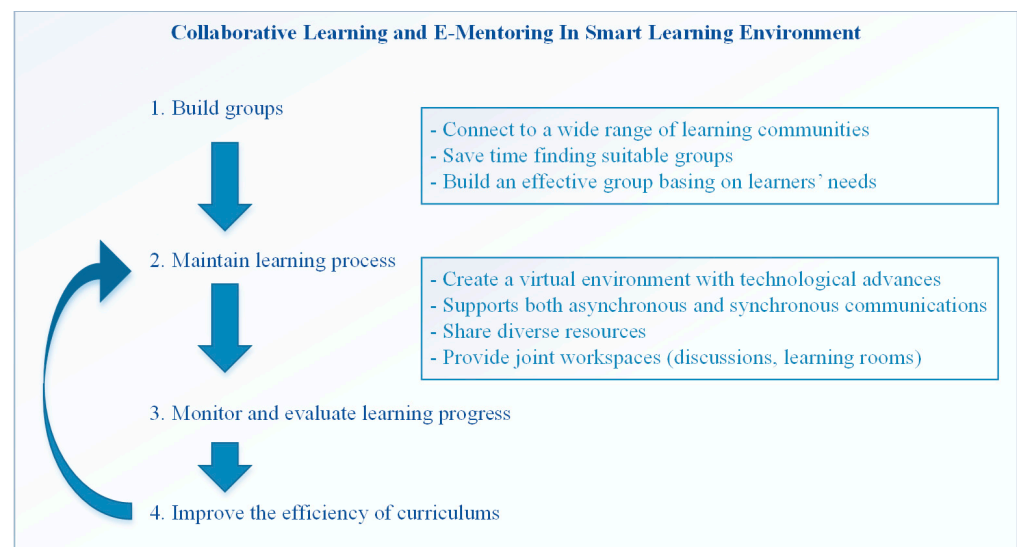 Collaborative Learning and E-Mentoring In Smart Learning Environment
1. Build groups
- Connect to a wide range of learning communities
- Save time finding suitable groups
- Build an effective group basing on learners’ needs
2. Maintain learning process
- Create a virtual environment with technological advances
- Supports both asynchronous and synchronous communications
- Share diverse resources
- Provide joint workspaces (discussions, learning rooms)
3. Monitor and evaluate learning progress
4. Improve the efficiency of curriculums